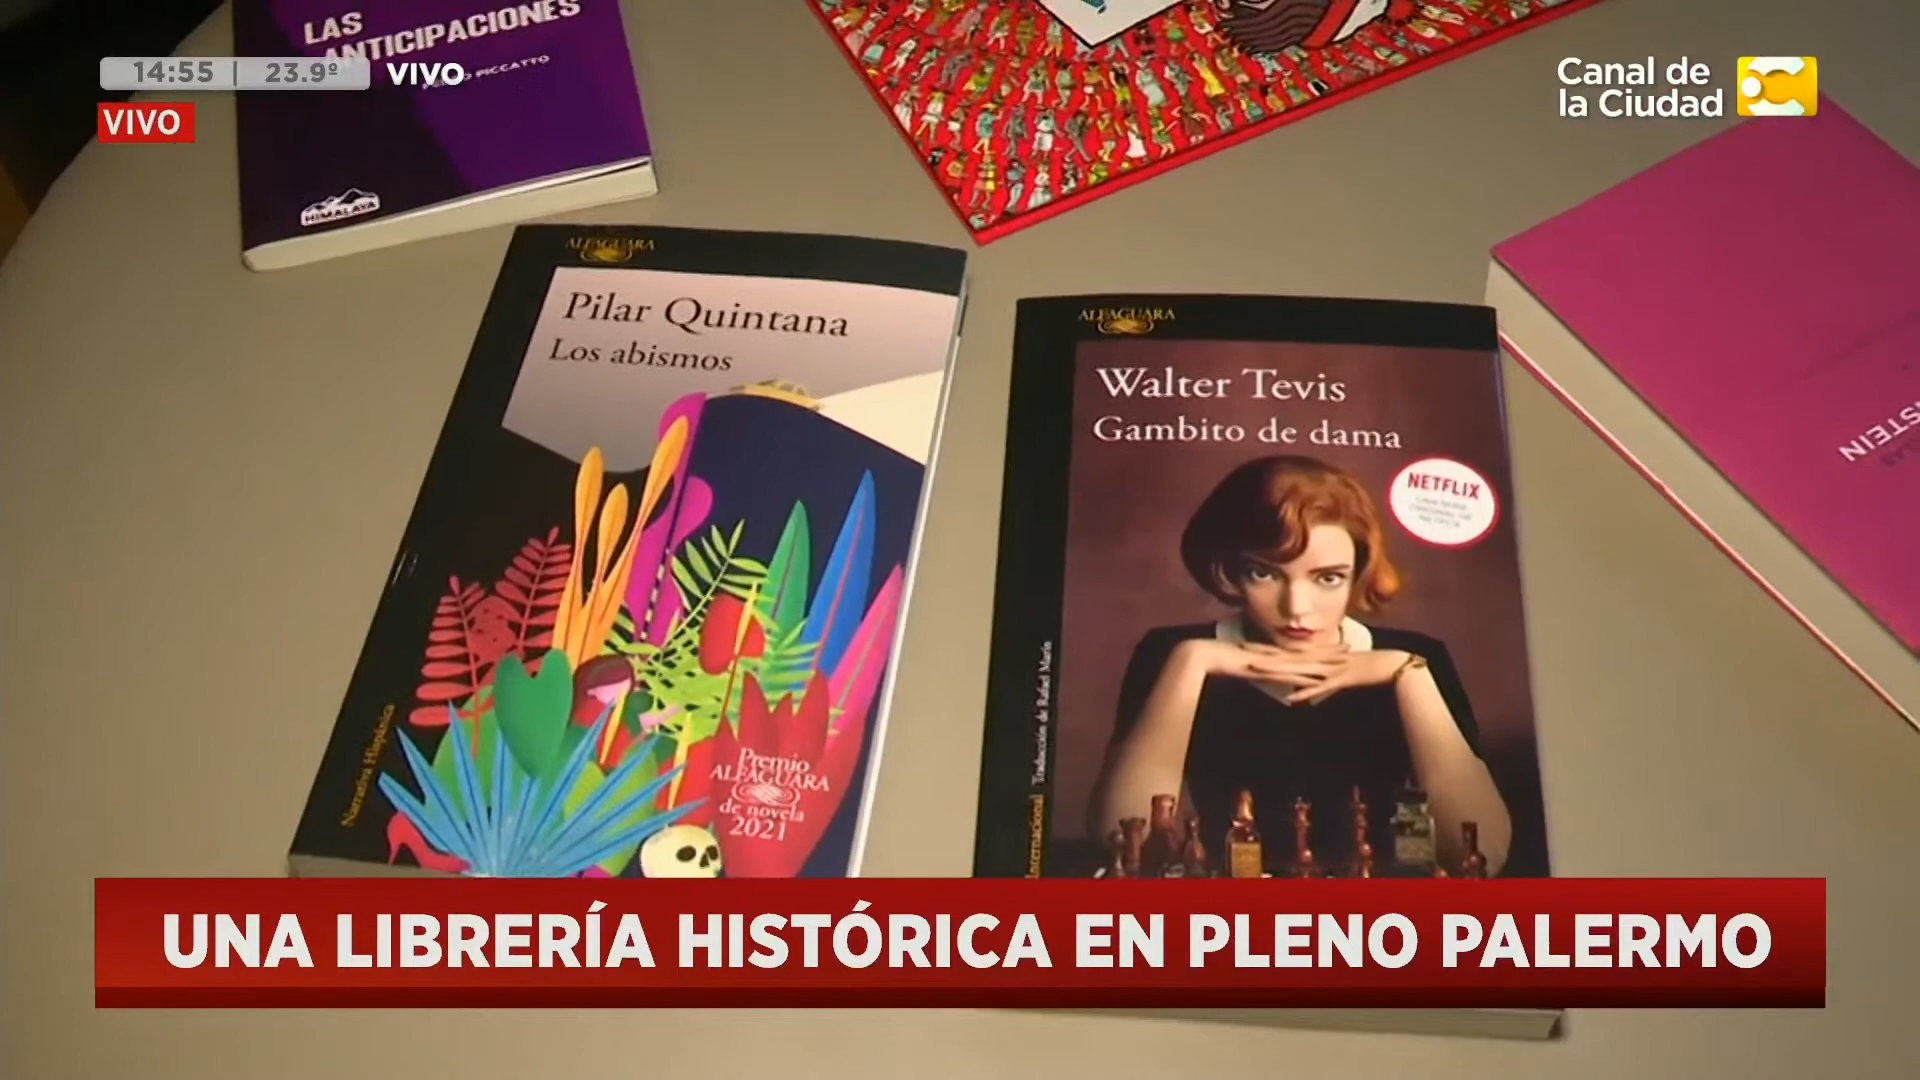 LAS
ANTICIPACIONES
PICCATTO
14:55 | 23.9º VIVO
VIVO
HIMALAYA
Canal de
la Ciudad
ALFAGUARA
Pilar Quintana
Los abismos
Narrativa Hispánica
Premio
ALFAGUARA
de novela
2021
ALFAGUARA
Walter Tevis
Gambito de dama
NETFLIX
Traducción de Rafael Marín
Internacional
UNA LIBRERÍA HISTÓRICA EN PLENO PALERMO